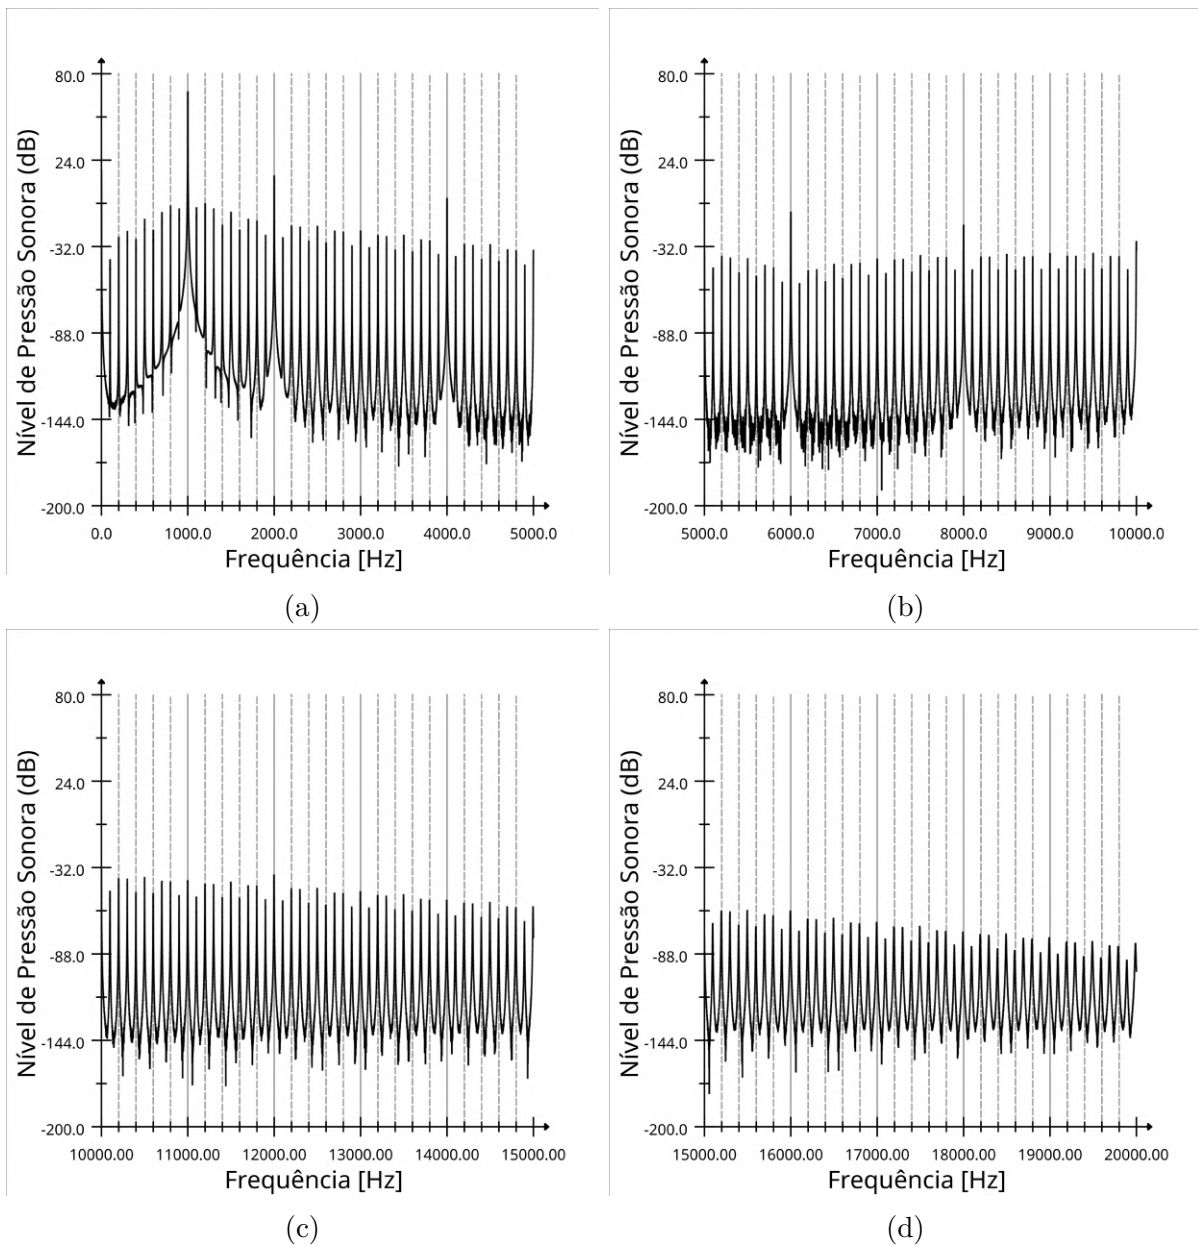 80.0
24.0
-32.0
-88.0
-144.0
-200.0
Nível de Pressão Sonora (dB)
0.0 1000.0 2000.0 3000.0 4000.0 5000.0
Frequência [Hz]
(a)
80.0
24.0
-32.0
-88.0
-144.0
-200.0
Nível de Pressão Sonora (dB)
5000.0 6000.0 7000.0 8000.0 9000.0 10000.0
Frequência [Hz]
(b)
80.0
24.0
-32.0
-88.0
-144.0
-200.0
Nível de Pressão Sonora (dB)
10000.00 11000.00 12000.00 13000.00 14000.00 15000.00
Frequência [Hz]
(c)
80.0
24.0
-32.0
-88.0
-144.0
-200.0
Nível de Pressão Sonora (dB)
15000.00 16000.00 17000.00 18000.00 19000.00 20000.00
Frequência [Hz]
(d)